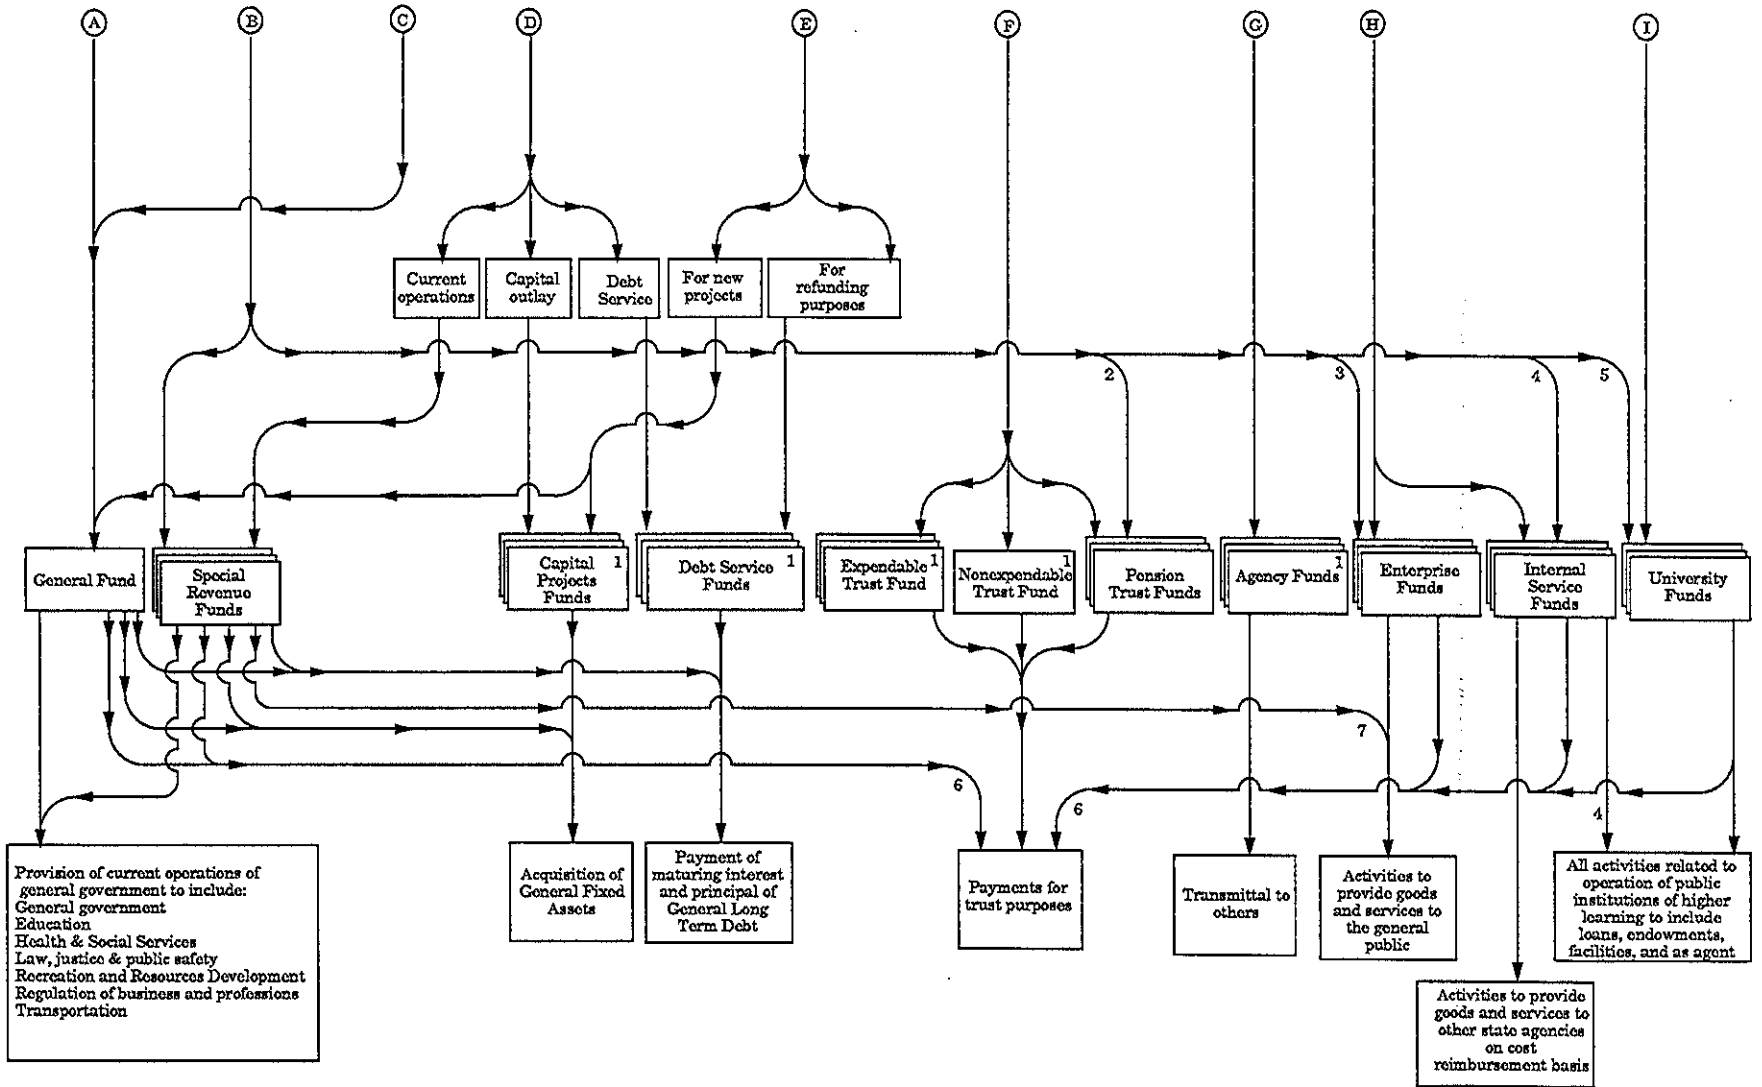 A
B
C
D
E
F
G
H
I
Current
operations
Capital
outlay
Debt
Service
For new
projects
For
refunding
purposes
2
3
4
5
General Fund
Special
Revenue
Funds
Capital 1
Projects
Funds
Debt Service 1
Funds
Expendable 1
Trust Fund
1
Nonexpendable
Trust Fund
Pension
Trust Funds
1
Agency Funds
Enterprise
Funds
Internal
Service
Funds
University
Funds
7
6
6
4
Provision of current operations of
general government to include:
General government
Education
Health & Social Services
Law, justice & public safety
Recreation and Resources Development
Regulation of business and professions
Transportation
Acquisition of
General Fixed
Assets
Payment of
maturing interest
and principal of
General Long
Term Debt
Payments for
trust purposes
Transmittal to
others
Activities to
provide goods
and services to
the general
public
All activities related to
operation of public
institutions of higher
learning to include
loans, endowments,
facilities, and as agent
Activities to provide
goods and services to
other state agencies
on cost
reimbursement basis